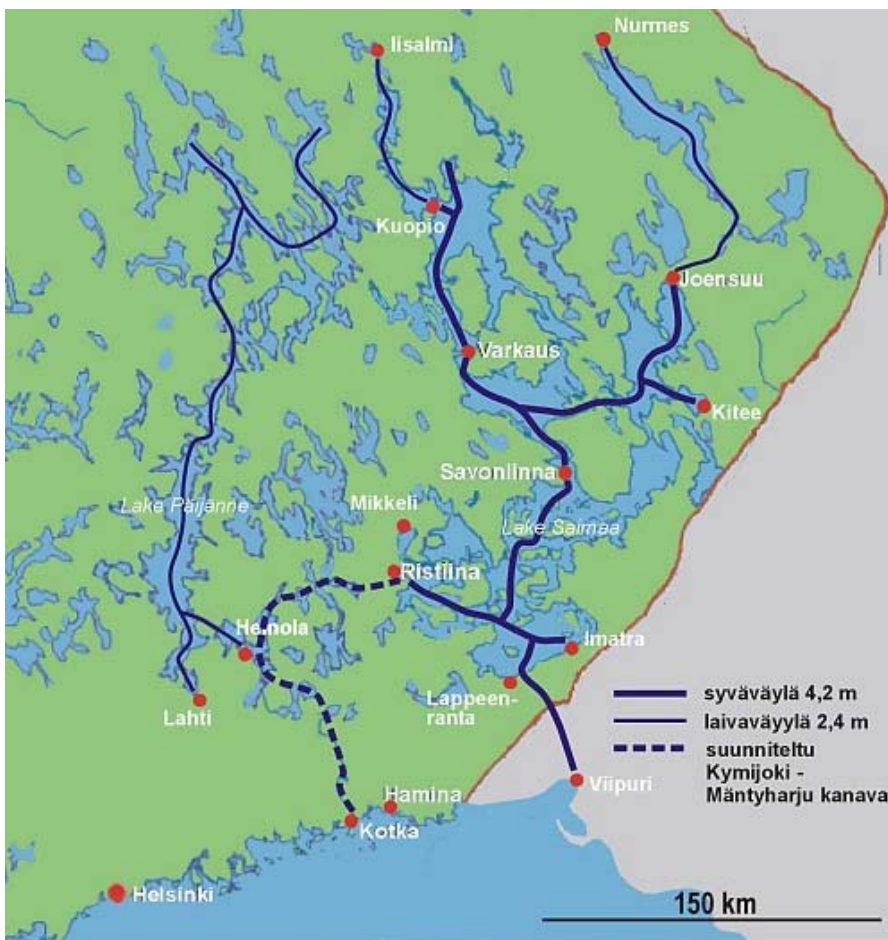 Iisalmi
Nurmes
Kuopio
Joensuu
Varkaus
Kitee
Savonlinna
Lake Päijänne
Mikkeli
Lake Saimaa
Ristiina
Heinola
Imatra
Lahti
Lappeen-
ranta
syväväylä 4,2 m
laivaväyylä 2,4 m
suunniteltu
Kymijoki -
Mäntyharju kanava
Viipuri
Hamina
Kotka
Helsinki
150 km